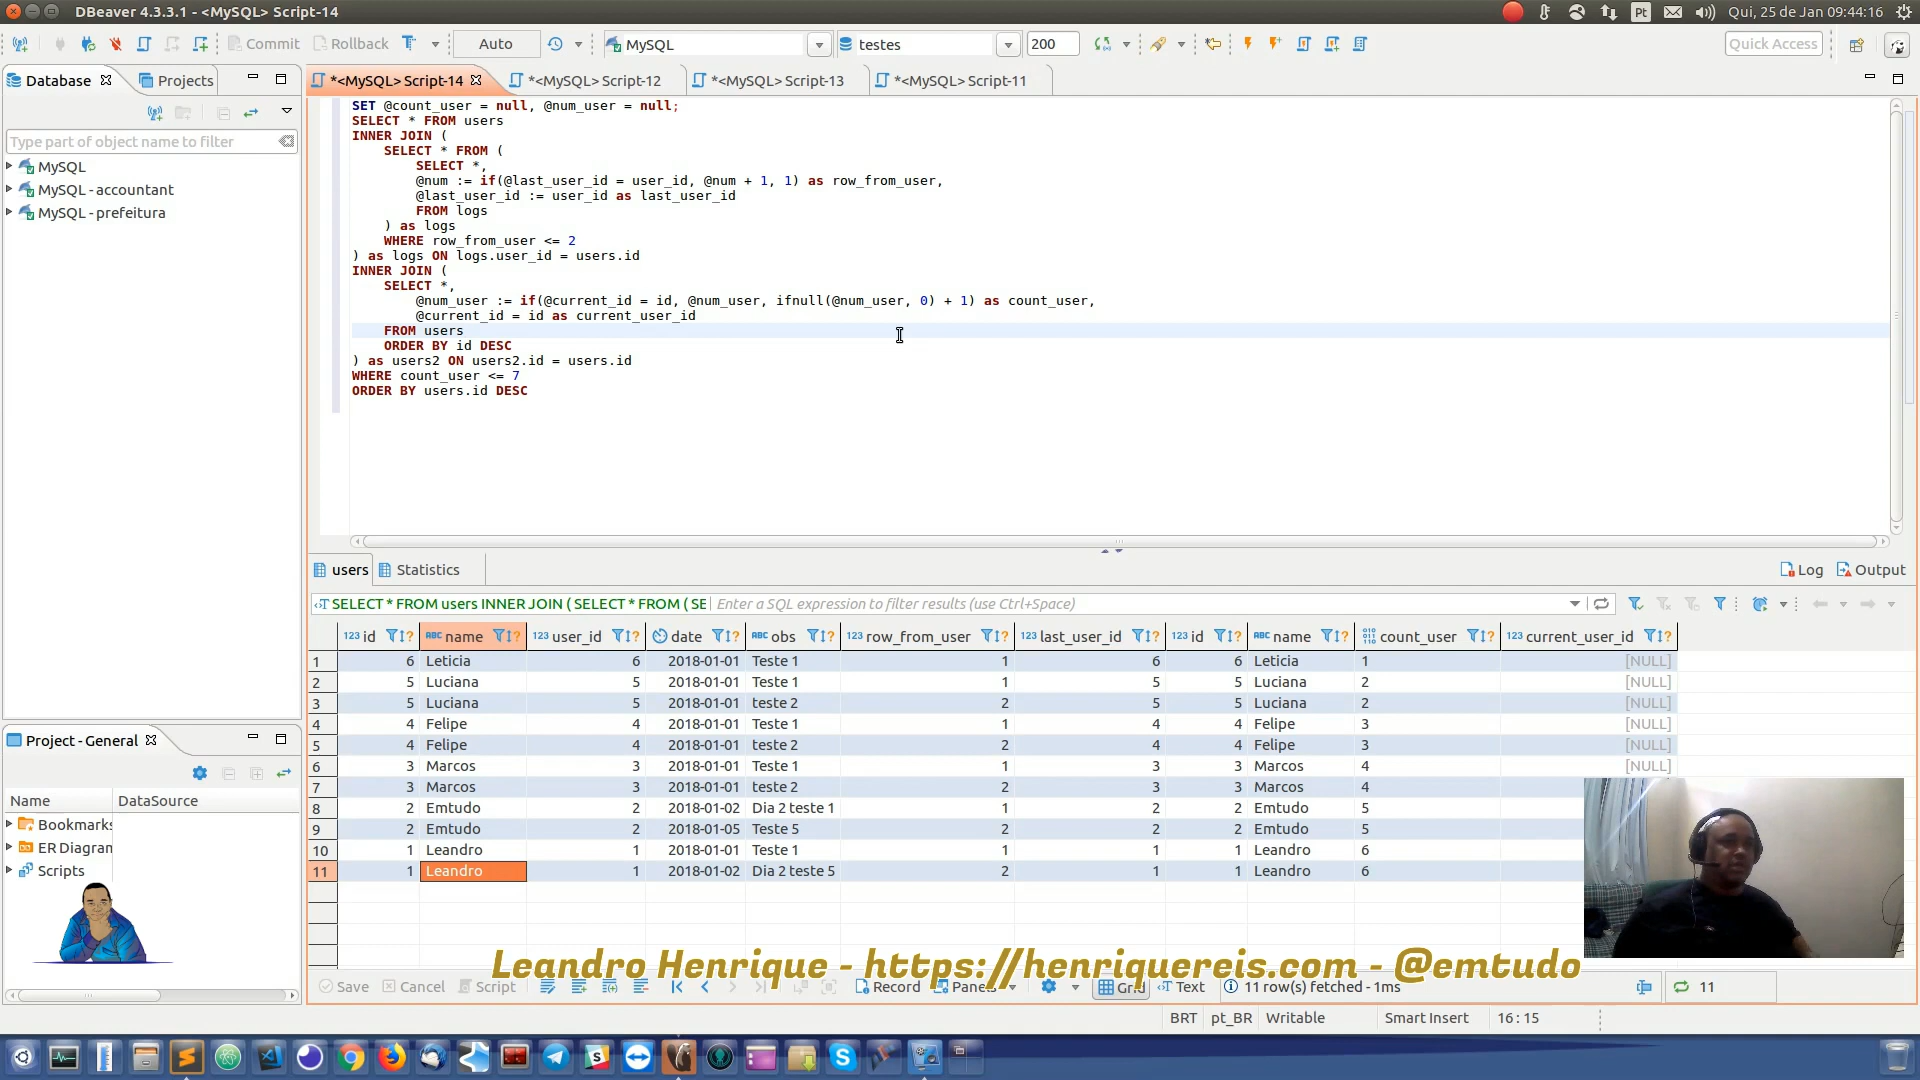 DBeaver 4.3.3.1 - <MySQL> Script-14
Pt
Qui, 25 de Jan 09:44:16
Commit
Rollback
Auto
MySQL
testes
200
Quick Access
Database
Projects
*<MySQL> Script-14
*<MySQL> Script-12
*<MySQL> Script-13
*<MySQL> Script-11
Type part of object name to filter
MySQL
MySQL - accountant
MySQL - prefeitura
SET @count_user = null, @num_user = null;
SELECT * FROM users
INNER JOIN (
SELECT * FROM (
SELECT *,
@num := if(@last_user_id = user_id, @num + 1, 1) as row_from_user,
@last_user_id := user_id as last_user_id
FROM logs
) as logs
WHERE row_from_user <= 2
) as logs ON logs.user_id = users.id
INNER JOIN (
SELECT *,
@num_user := if(@current_id = id, @num_user, ifnull(@num_user, 0) + 1) as count_user,
@current_id = id as current_user_id
FROM users
ORDER BY id DESC
) as users2 ON users2.id = users.id
WHERE count_user <= 7
ORDER BY users.id DESC
users
Statistics
Log
Output
SELECT * FROM users INNER JOIN ( SELECT * FROM ( SE
Enter a SQL expression to filter results (use Ctrl+Space)
123 id ABC name 123 user_id date ABC obs 123 row_from_user 123 last_user_id 123 id ABC name count_user 123 current_user_id
1 6 Leticia 6 2018-01-01 Teste 1 1 6 6 Leticia 1 [NULL]
2 5 Luciana 5 2018-01-01 Teste 1 1 5 5 Luciana 2 [NULL]
3 5 Luciana 5 2018-01-01 teste 2 2 5 5 Luciana 2 [NULL]
4 4 Felipe 4 2018-01-01 Teste 1 1 4 4 Felipe 3 [NULL]
5 4 Felipe 4 2018-01-01 teste 2 2 4 4 Felipe 3 [NULL]
6 3 Marcos 3 2018-01-01 Teste 1 1 3 3 Marcos 4 [NULL]
7 3 Marcos 3 2018-01-01 teste 2 2 3 3 Marcos 4
8 2 Emtudo 2 2018-01-02 Dia 2 teste 1 1 2 2 Emtudo 5
9 2 Emtudo 2 2018-01-05 Teste 5 2 2 2 Emtudo 5
10 1 Leandro 1 2018-01-01 Teste 1 1 1 1 Leandro 6
11 1 Leandro 1 2018-01-02 Dia 2 teste 5 2 1 1 Leandro 6
Project - General
Name
DataSource
Bookmarks
ER Diagran
Scripts
Leandro Henrique - https://henriquereis.com - @emtudo
Save
Cancel
Script
Record
Panels
Grid
Text
11 row(s) fetched - 1ms
11
BRT
pt_BR
Writable
Smart Insert
16 : 15